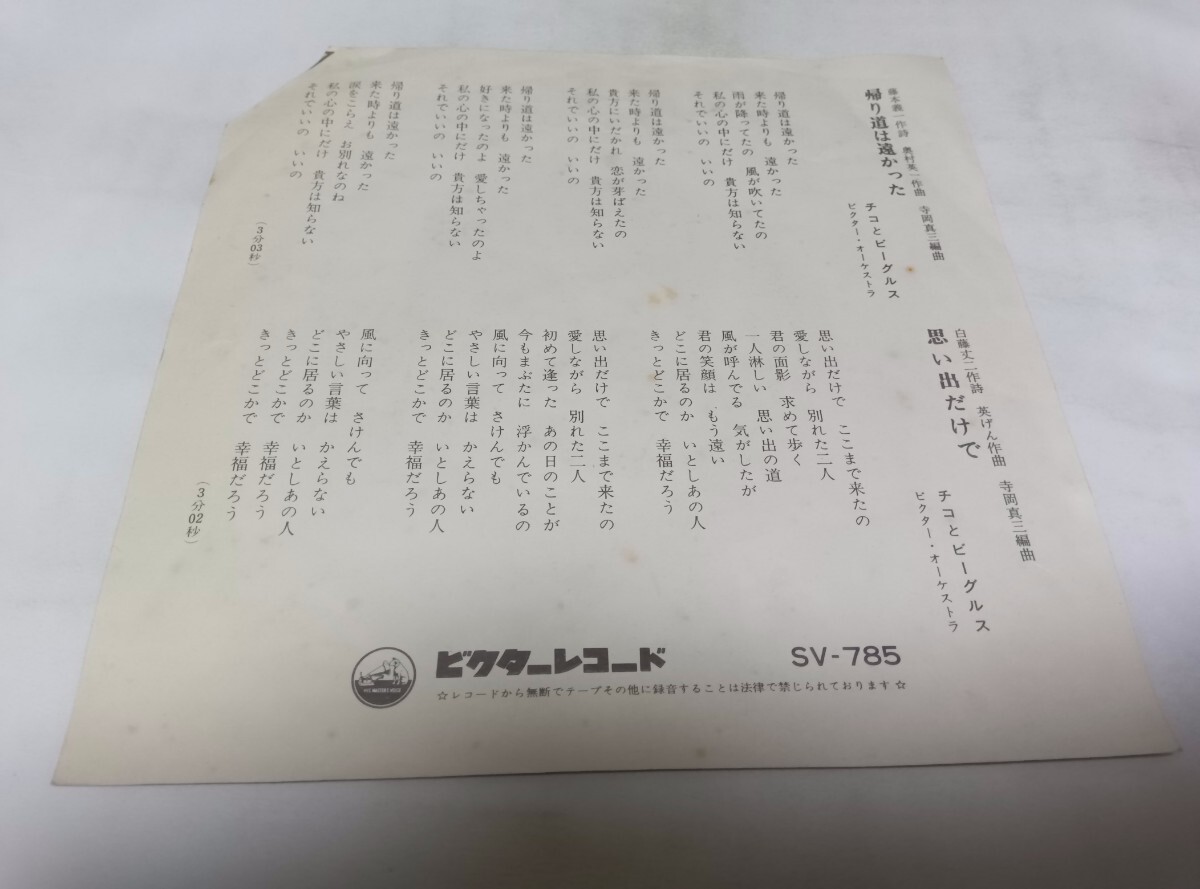 帰り道は遠かった
藤本義一作詩 奥村英一作曲 寺岡真三編曲
チコとビーグルス
ビクター・オーケストラ
帰り道は遠かった
来た時よりも 遠かった
雨が降ってたの 風が吹いてたの
私の心の中にだけ 貴方は知らない
それでいいの いいの
帰り道は遠かった
来た時よりも 遠かった
貴方にいだかれ 恋が芽ばえたの
私の心の中にだけ 貴方は知らない
それでいいの いいの
帰り道は遠かった
来た時よりも 遠かった
好きになったのよ 愛しちゃったのよ
私の心の中にだけ 貴方は知らない
それでいいの いいの
帰り道は遠かった
来た時よりも 遠かった
涙をこらえ お別れなのね
私の心の中にだけ 貴方は知らない
それでいいの いいの
(3分03秒)
思い出だけで
白藤丈二作詩 英げん作曲 寺岡真三編曲
チコとビーグルス
ビクター・オーケストラ
思い出だけで ここまで来たの
愛しながら 別れた二人
君の面影 求めて歩く
一人淋しい 思い出の道
風が呼んでる 気がしたが
君の笑顔は もう遠い
どこに居るのか いとしあの人
きっとどこかで 幸福だろう
思い出だけで ここまで来たの
愛しながら 別れた二人
初めて逢った あの日のことが
今もまぶたに 浮かんでいるの
風に向って さけんでも
やさしい言葉は かえらない
どこに居るのか いとしあの人
きっとどこかで 幸福だろう
風に向って さけんでも
やさしい言葉は かえらない
どこに居るのか いとしあの人
きっとどこかで 幸福だろう
きっとどこかで 幸福だろう
(3分02秒)
HIS MASTER'S VOICE
ビクターレコード SV-785
☆レコードから無断でテープその他に録音することは法律で禁じられております☆